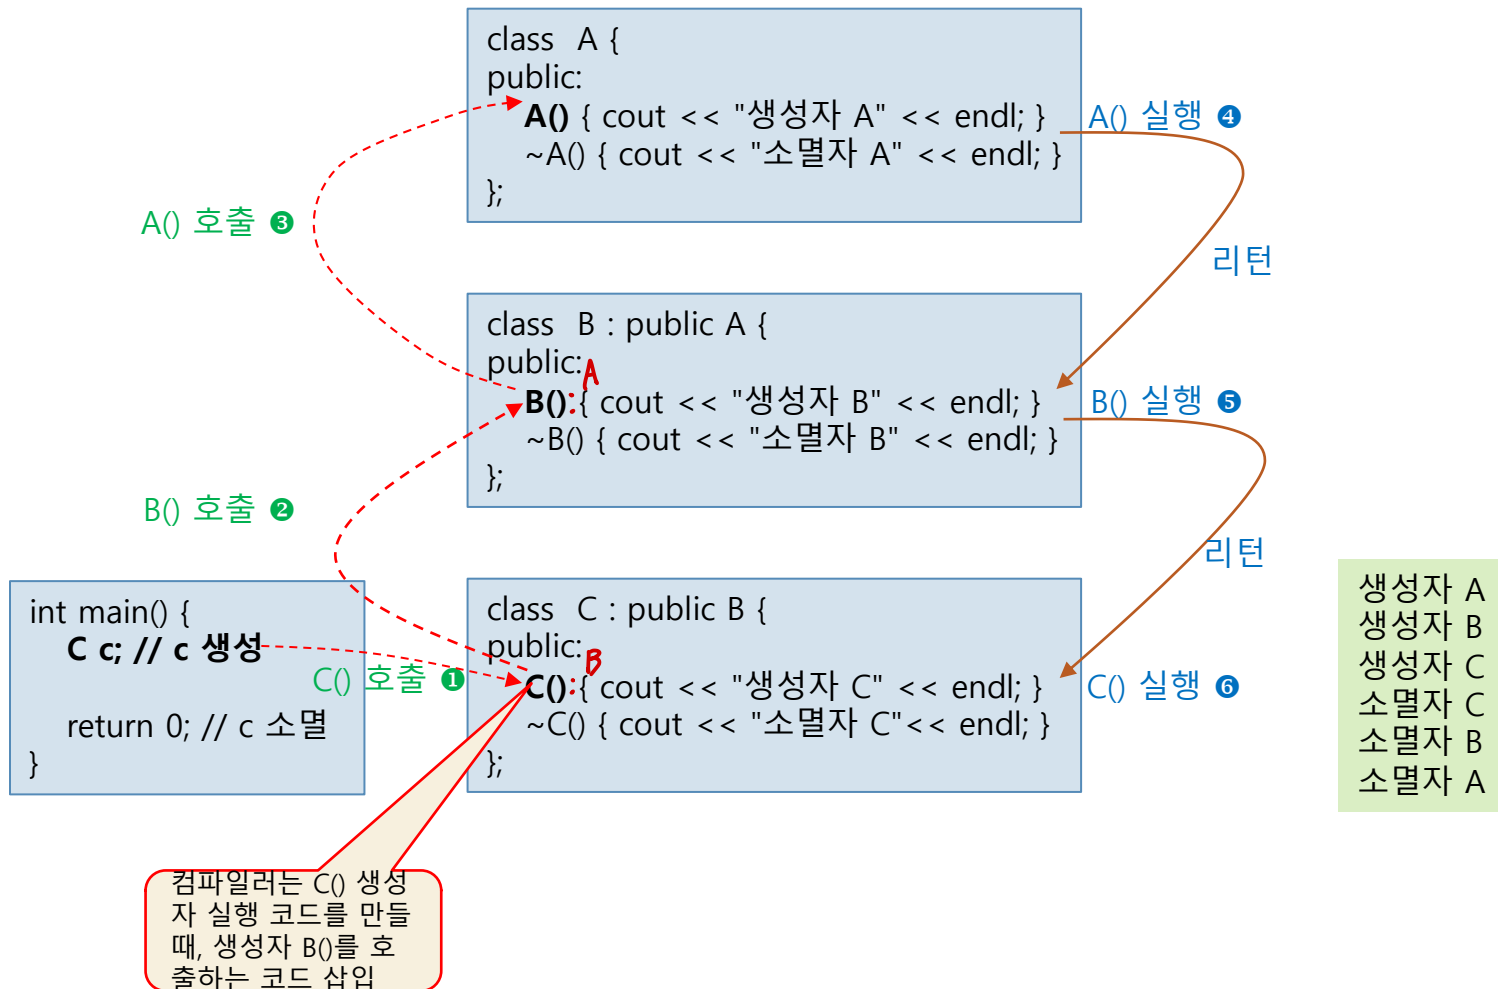 class A {
public:
A() { cout << "생성자 A" << endl; }
~A() { cout << "소멸자 A" << endl; }
};
A() 실행 ❹
A() 호출 ❸
리턴
class B : public A {
public:
A
B():{ cout << "생성자 B" << endl; }
~B() { cout << "소멸자 B" << endl; }
};
B() 실행 ❺
B() 호출 ❷
리턴
int main() {
C c; // c 생성
return 0; // c 소멸
}
C() 호출 ❶
class C : public B {
public:
B
C():{ cout << "생성자 C" << endl; }
~C() { cout << "소멸자 C"<< endl; }
};
C() 실행 ❻
생성자 A
생성자 B
생성자 C
소멸자 C
소멸자 B
소멸자 A
컴파일러는 C() 생성
자 실행 코드를 만들
때, 생성자 B()를 호
출하는 코드 삽입